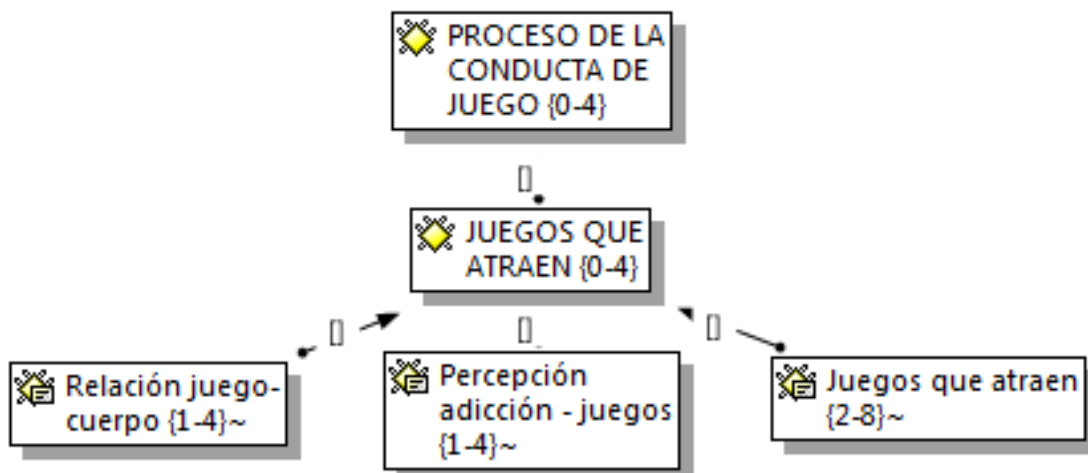 PROCESO DE LA
CONDUCTA DE
JUEGO {0-4}
[]
JUEGOS QUE
ATRAEN {0-4}
[]
[]
[]
Relación juego-
cuerpo {1-4}~
Percepción
adicción - juegos
{1-4}~
Juegos que atraen
{2-8}~